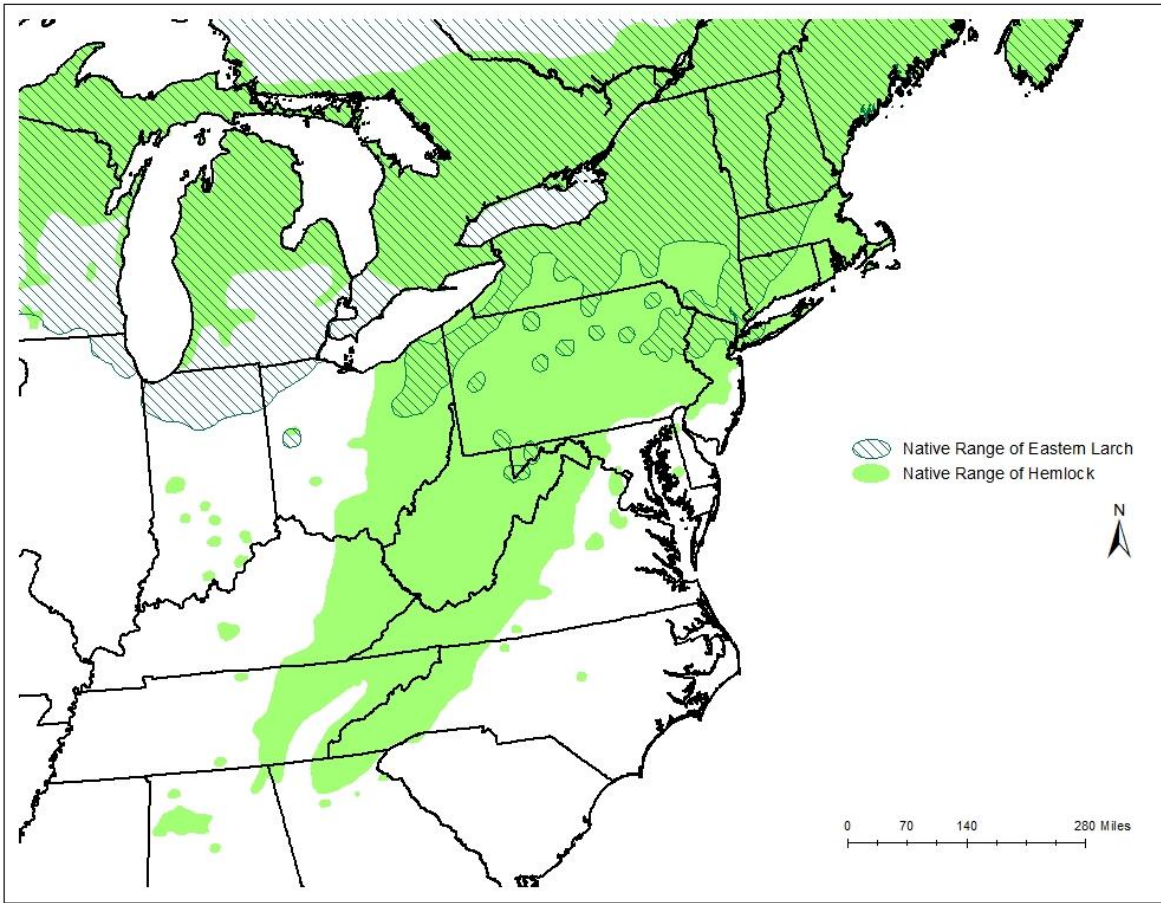 Native Range of Eastern Larch
Native Range of Hemlock
N
0 70 140 280 Miles